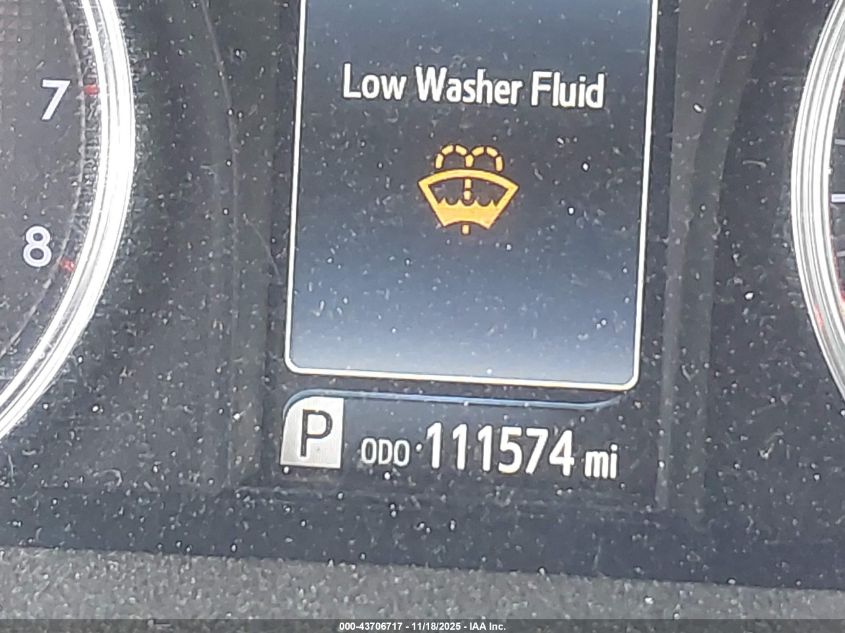 Low Washer Fluid
7
8
P ODO 111574 mi
000-43706717 - 11/18/2025 - IAA Inc.